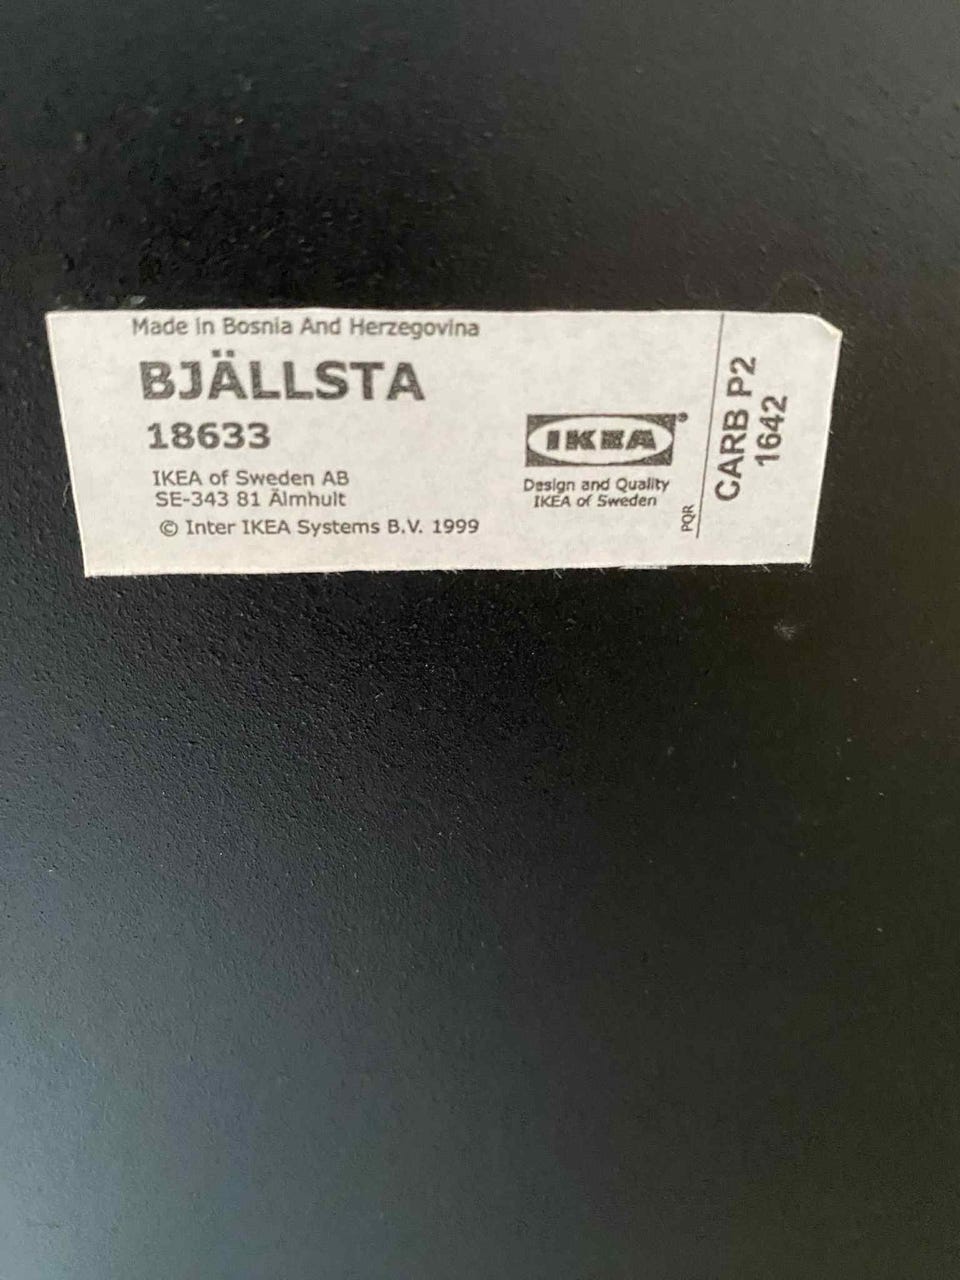 Made in Bosnia And Herzegovina
BJÄLLSTA
18633
IKEA of Sweden AB
SE-343 81 Älmhult
© Inter IKEA Systems B.V. 1999
IKEA®
Design and Quality
IKEA of Sweden
PQR
CARB P2
1642